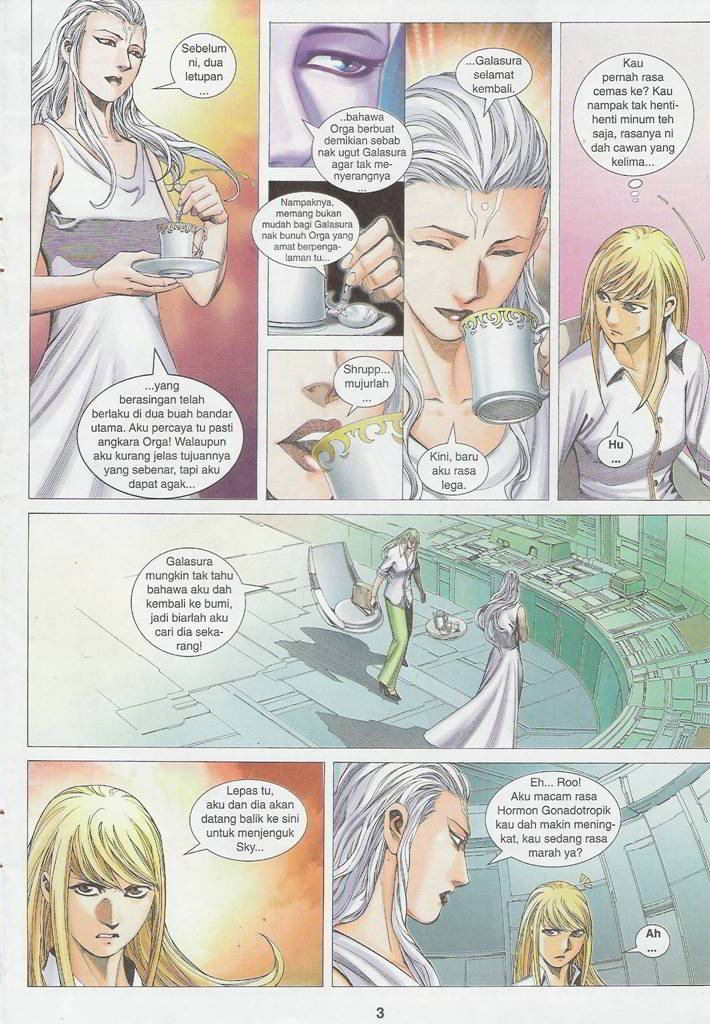 Sebelum
ni, dua
letupan
...
...yang
berasingan telah
berlaku di dua buah bandar
utama. Aku percaya tu pasti
angkara Orga! Walaupun
aku kurang jelas tujuannya
yang sebenar, tapi aku
dapat agak...
..bahawa
Orga berbuat
demikian sebab
nak ugut Galasura
agar tak me-
nyerangnya
...
Nampaknya,
memang bukan
mudah bagi Galasura
nak bunuh Orga yang
amat berpenga-
laman tu...
Shrupp...
mujurlah
...
...Galasura
selamat
kembali.
Kini, baru
aku rasa
lega.
Kau
pernah rasa
cemas ke? Kau
nampak tak henti-
henti minum teh
saja, rasanya ni
dah cawan yang
kelima...
Hu
...
Galasura
mungkin tak tahu
bahawa aku dah
kembali ke bumi,
jadi biarlah aku
cari dia seka-
rang!
Lepas tu,
aku dan dia akan
datang balik ke sini
untuk menjenguk
Sky...
Eh... Roo!
Aku macam rasa
Hormon Gonadotropik
kau dah makin mening-
kat, kau sedang rasa
marah ya?
Ah
...
3